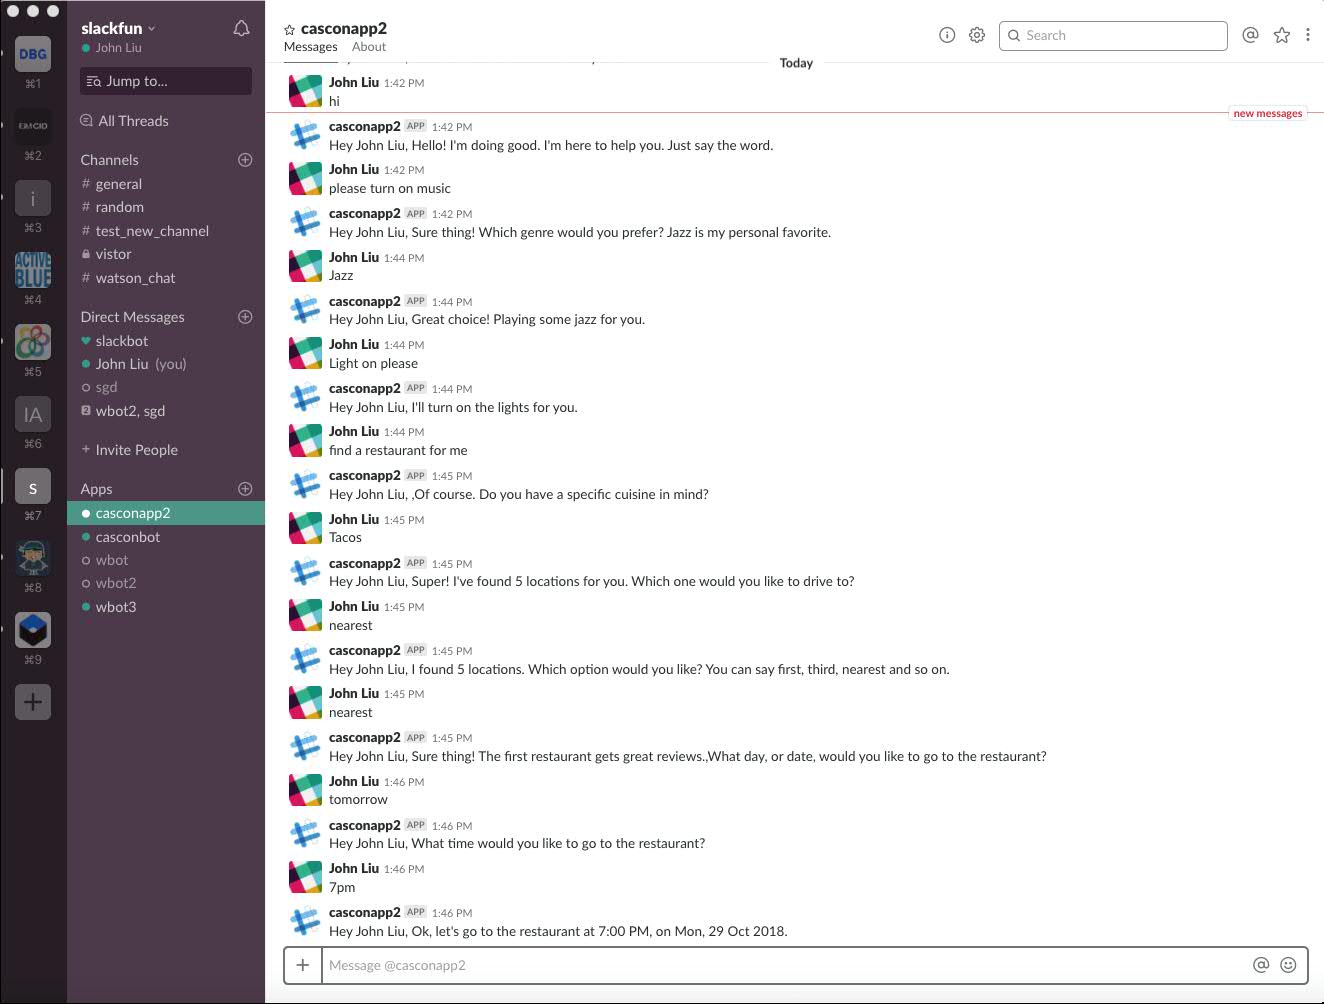 DBG
⌘1
⌘2
i
⌘3
ACTIVE
BLUE
⌘4
⌘5
IA
⌘6
S
⌘7
⌘8
⌘9
+
slackfun
John Liu
Jump to...
All Threads
Channels
# general
# random
# test_new_channel
vistor
# watson_chat
Direct Messages
slackbot
John Liu (you)
sgd
2 wbot2, sgd
+ Invite People
Apps
casconapp2
casconbot
wbot
wbot2
wbot3
casconapp2
Messages About
Search
Today
John Liu 1:42 PM
hi
new messages
casconapp2 APP 1:42 PM
Hey John Liu, Hello! I'm doing good. I'm here to help you. Just say the word.
John Liu 1:42 PM
please turn on music
casconapp2 APP 1:42 PM
Hey John Liu, Sure thing! Which genre would you prefer? Jazz is my personal favorite.
John Liu 1:44 PM
Jazz
casconapp2 APP 1:44 PM
Hey John Liu, Great choice! Playing some jazz for you.
John Liu 1:44 PM
Light on please
casconapp2 APP 1:44 PM
Hey John Liu, I'll turn on the lights for you.
John Liu 1:44 PM
find a restaurant for me
casconapp2 APP 1:45 PM
Hey John Liu, ,Of course. Do you have a specific cuisine in mind?
John Liu 1:45 PM
Tacos
casconapp2 APP 1:45 PM
Hey John Liu, Super! I've found 5 locations for you. Which one would you like to drive to?
John Liu 1:45 PM
nearest
casconapp2 APP 1:45 PM
Hey John Liu, I found 5 locations. Which option would you like? You can say first, third, nearest and so on.
John Liu 1:45 PM
nearest
casconapp2 APP 1:45 PM
Hey John Liu, Sure thing! The first restaurant gets great reviews.,What day, or date, would you like to go to the restaurant?
John Liu 1:46 PM
tomorrow
casconapp2 APP 1:46 PM
Hey John Liu, What time would you like to go to the restaurant?
John Liu 1:46 PM
7pm
casconapp2 APP 1:46 PM
Hey John Liu, Ok, let's go to the restaurant at 7:00 PM, on Mon, 29 Oct 2018.
+ Message @casconapp2